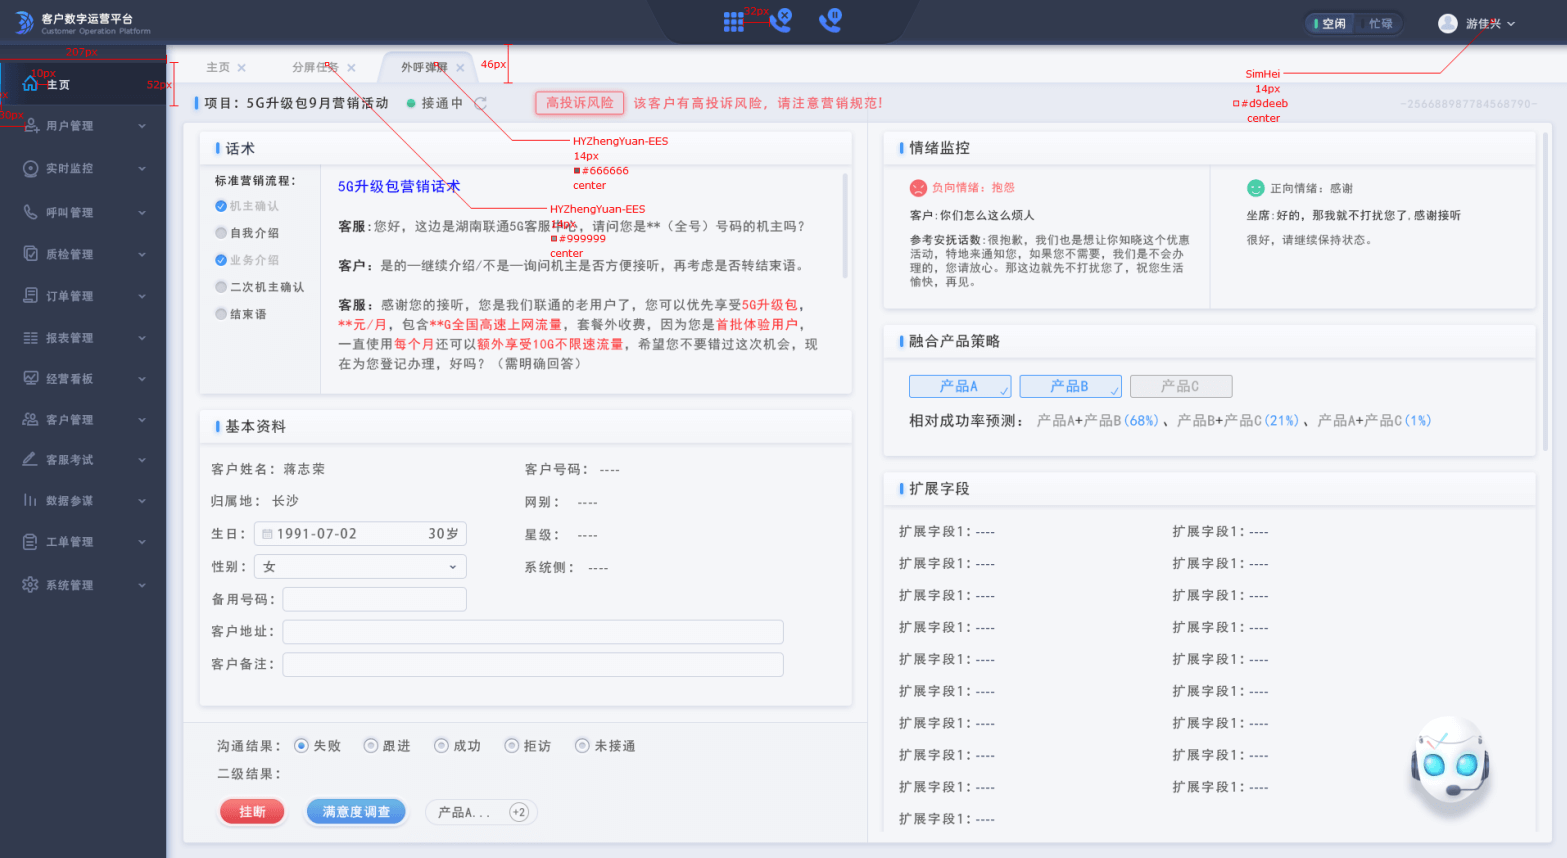 客户数字运营平台
Customer Operation Platform
32px
空闲
忙碌
游佳兴
207px
10px
主页
52px
30px
用户管理
实时监控
呼叫管理
质检管理
订单管理
报表管理
经营看板
客户管理
客服考试
数据参谋
工单管理
系统管理
主页
分屏任务
外呼弹屏
46px
SimHei
14px
#d9deeb
center
项目：5G升级包9月营销活动
接通中
高投诉风险
该客户有高投诉风险，请注意营销规范！
-256688987784568790-
话术
HYZhengYuan-EES
14px
#666666
center
HYZhengYuan-EES
14px
#999999
center
标准营销流程：
机主确认
自我介绍
业务介绍
二次机主确认
结束语
5G升级包营销话术
客服：您好，这边是湖南联通5G客服中心，请问您是**（全号）号码的机主吗？
客户：是的一继续介绍/不是一询问机主是否方便接听，再考虑是否转结束语。
客服：感谢您的接听，您是我们联通的老用户了，您可以优先享受5G升级包，
**元/月，包含**G全国高速上网流量，套餐外收费，因为您是首批体验用户，
一直使用每个月还可以额外享受10G不限速流量，希望您不要错过这次机会，现
在为您登记办理，好吗？（需明确回答）
基本资料
客户姓名：蒋志荣
客户号码：----
归属地：长沙
网别：----
生日：1991-07-02 30岁
星级：----
性别：女
系统侧：----
备用号码：
客户地址：
客户备注：
沟通结果：失败 跟进 成功 拒访 未接通
二级结果：
挂断
满意度调查
产品A... +2
情绪监控
负向情绪：抱怨
客户：你们怎么这么烦人
参考安抚话数：很抱歉，我们也是想让你知晓这个优惠
活动，特地来通知您，如果您不需要，我们是不会办
理的，您请放心。那这边就先不打扰您了，祝您生活
愉快，再见。
正向情绪：感谢
坐席：好的，那我就不打扰您了，感谢接听
很好，请继续保持状态。
融合产品策略
产品A 产品B 产品C
相对成功率预测：产品A+产品B(68%)、产品B+产品C(21%)、产品A+产品C(1%)
扩展字段
扩展字段1：---- 扩展字段1：----
扩展字段1：---- 扩展字段1：----
扩展字段1：---- 扩展字段1：----
扩展字段1：---- 扩展字段1：----
扩展字段1：---- 扩展字段1：----
扩展字段1：---- 扩展字段1：----
扩展字段1：---- 扩展字段1：----
扩展字段1：---- 扩展字段1：----
扩展字段1：---- 扩展字段1：----
扩展字段1：----